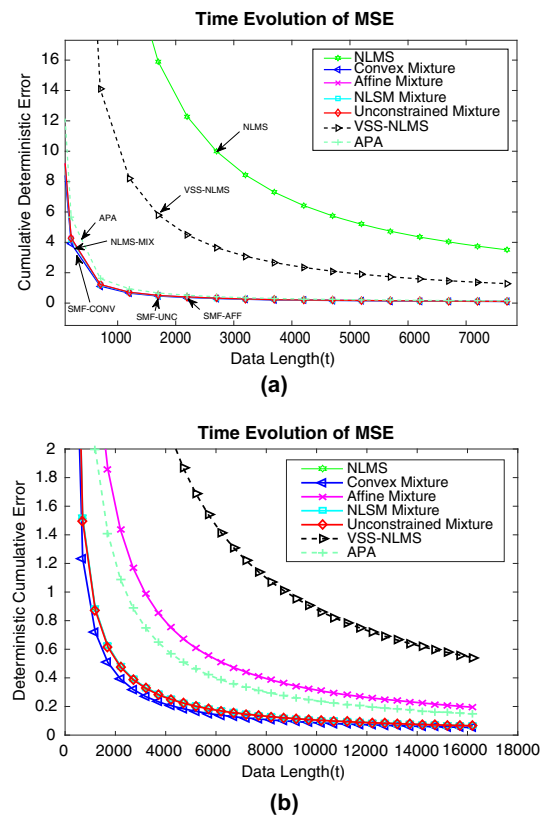 Time Evolution of MSE
Cumulative Deterministic Error
16
14
12
10
8
6
4
2
0
NLMS
Convex Mixture
Affine Mixture
NLSM Mixture
Unconstrained Mixture
VSS-NLMS
APA
NLMS
VSS-NLMS
APA
NLMS-MIX
SMF-CONV
SMF-UNC
SMF-AFF
1000 2000 3000 4000 5000 6000 7000
Data Length(t)
(a)
Time Evolution of MSE
Deterministic Cumulative Error
2
1.8
1.6
1.4
1.2
1
0.8
0.6
0.4
0.2
0
NLMS
Convex Mixture
Affine Mixture
NLSM Mixture
Unconstrained Mixture
VSS-NLMS
APA
0 2000 4000 6000 8000 10000 12000 14000 16000 18000
Data Length(t)
(b)